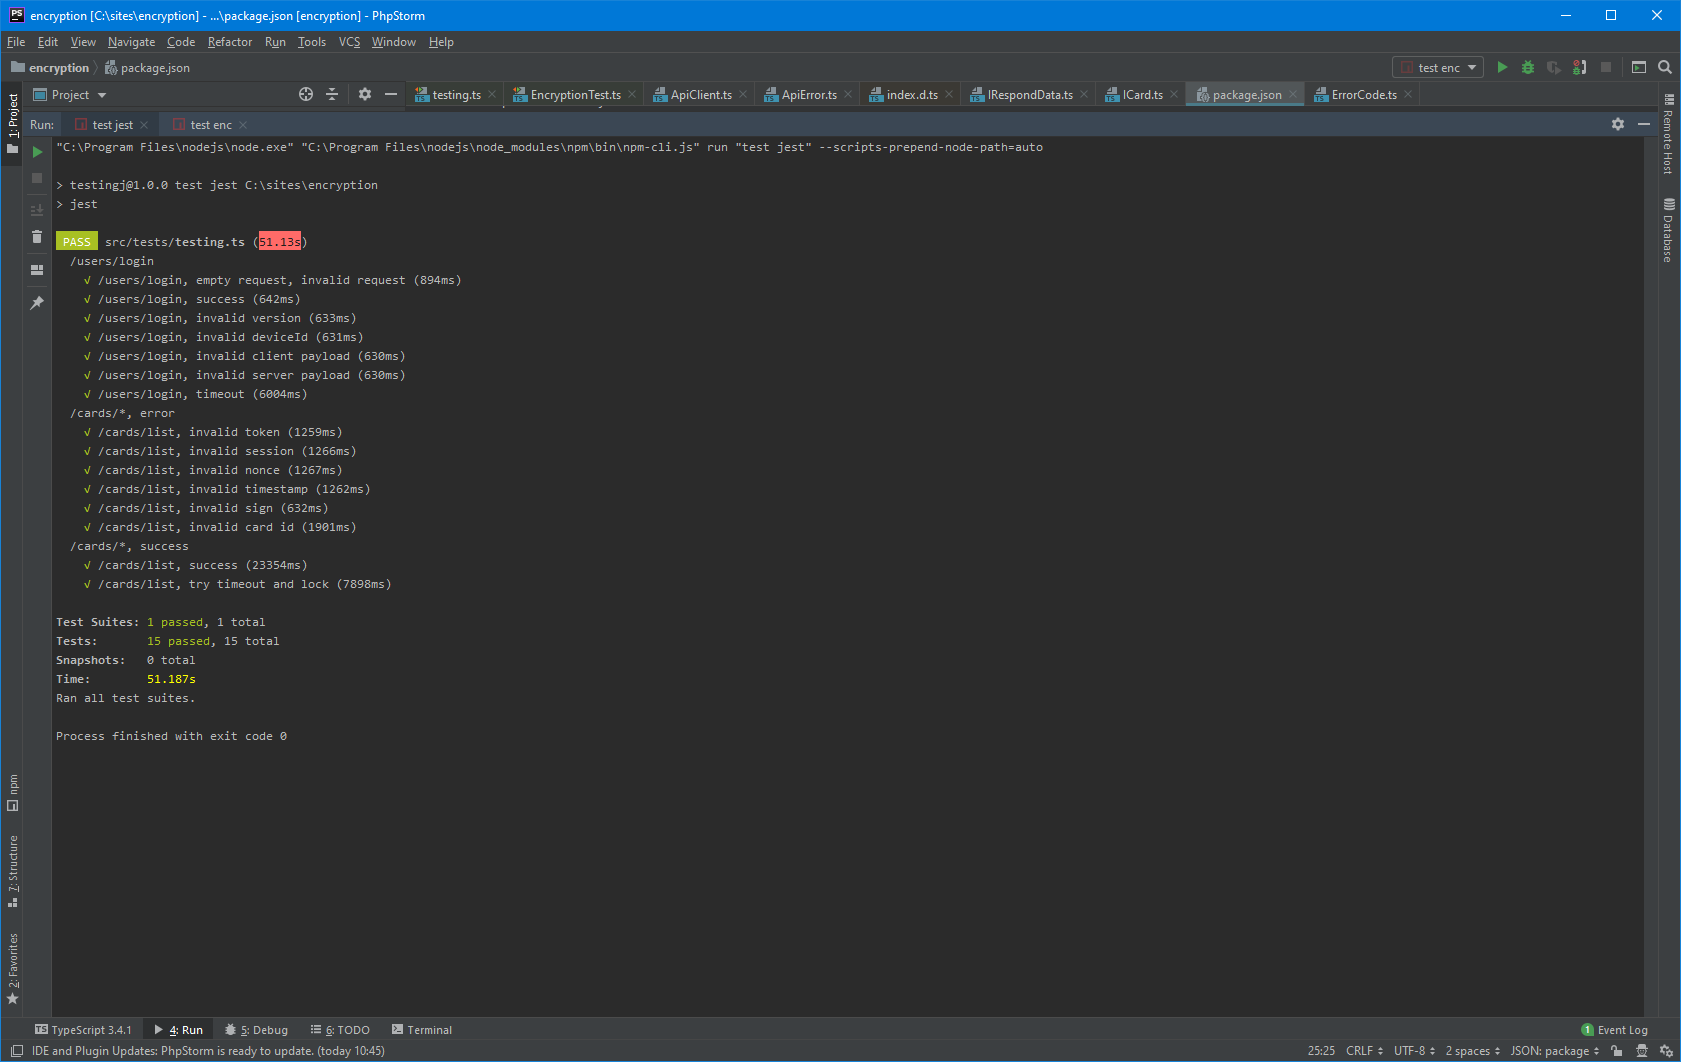 encryption [C:\sites\encryption] - ...\package.json [encryption] - PhpStorm
File Edit View Navigate Code Refactor Run Tools VCS Window Help
encryption package.json test enc
Project testing.ts EncryptionTest.ts ApiClient.ts ApiError.ts index.d.ts IRespondData.ts ICard.ts package.json ErrorCode.ts
Run: test jest test enc
"C:\Program Files\nodejs\node.exe" "C:\Program Files\nodejs\node_modules\npm\bin\npm-cli.js" run "test jest" --scripts-prepend-node-path=auto
> testingj@1.0.0 test jest C:\sites\encryption
> jest
PASS src/tests/testing.ts (51.13s)
/users/login
√ /users/login, empty request, invalid request (894ms)
√ /users/login, success (642ms)
√ /users/login, invalid version (633ms)
√ /users/login, invalid deviceId (631ms)
√ /users/login, invalid client payload (630ms)
√ /users/login, invalid server payload (630ms)
√ /users/login, timeout (6004ms)
/cards/*, error
√ /cards/list, invalid token (1259ms)
√ /cards/list, invalid session (1266ms)
√ /cards/list, invalid nonce (1267ms)
√ /cards/list, invalid timestamp (1262ms)
√ /cards/list, invalid sign (632ms)
√ /cards/list, invalid card id (1901ms)
/cards/*, success
√ /cards/list, success (23354ms)
√ /cards/list, try timeout and lock (7898ms)
Test Suites: 1 passed, 1 total
Tests: 15 passed, 15 total
Snapshots: 0 total
Time: 51.187s
Ran all test suites.
Process finished with exit code 0
1: Project
npm
7: Structure
2: Favorites
Remote Host
Database
TypeScript 3.4.1 4: Run 5: Debug 6: TODO Terminal 1 Event Log
IDE and Plugin Updates: PhpStorm is ready to update. (today 10:45) 25:25 CRLF UTF-8 2 spaces JSON: package